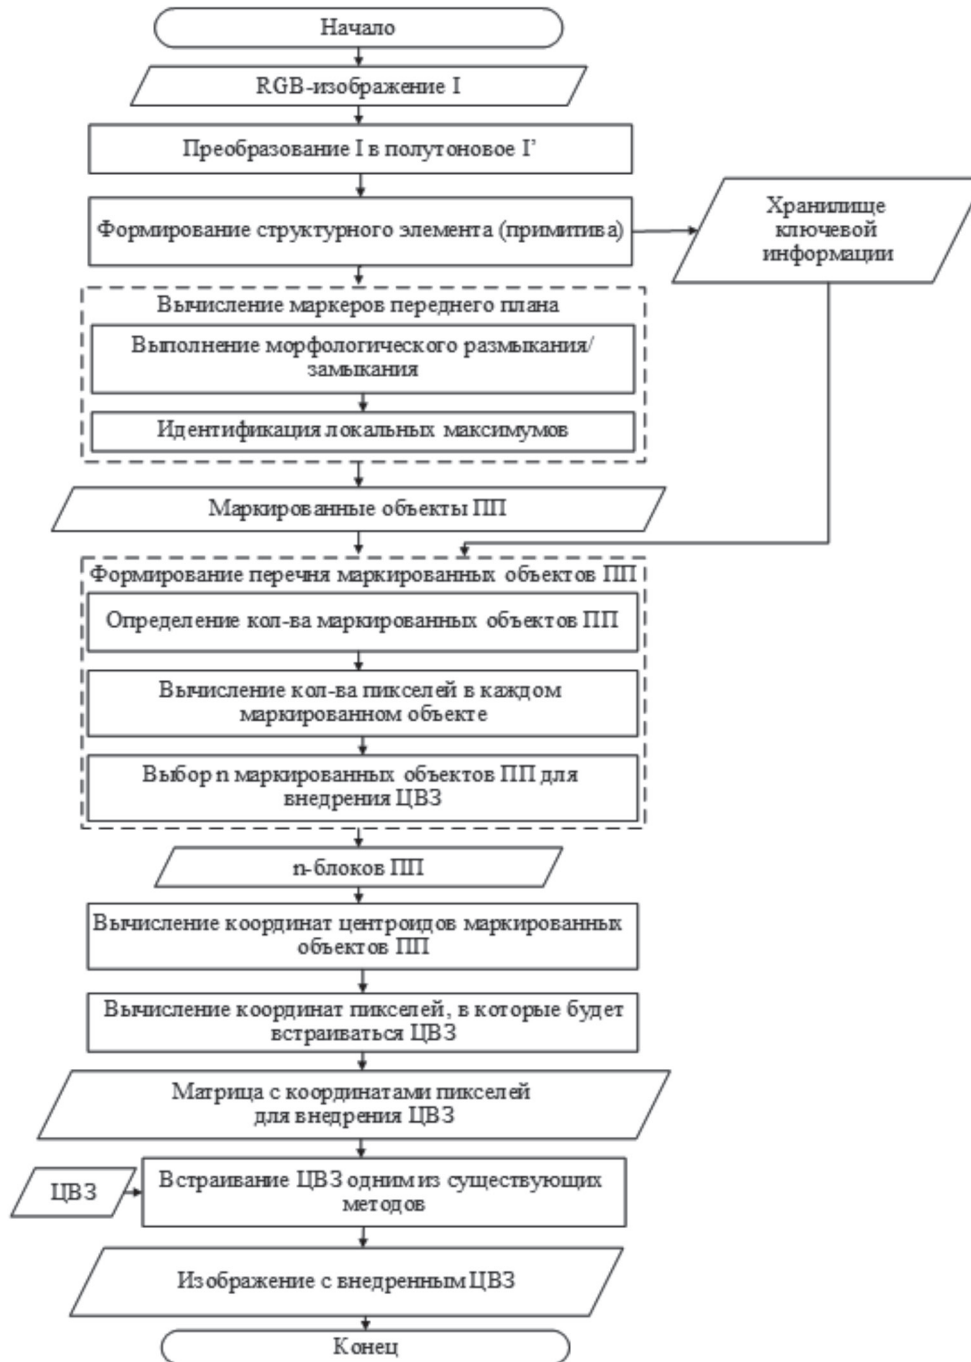 Начало
RGB-изображение I
Преобразование I в полутоновое I’
Формирование структурного элемента (примитива)
Хранилище
ключевой
информации
Вычисление маркеров переднего плана
Выполнение морфологического размыкания/
замыкания
Идентификация локальных максимумов
Маркированные объекты ПП
Формирование перечня маркированных объектов ПП
Определение кол-ва маркированных объектов ПП
Вычисление кол-ва пикселей в каждом
маркированном объекте
Выбор n маркированных объектов ПП для
внедрения ЦВЗ
n-блоков ПП
Вычисление координат центроидов маркированных
объектов ПП
Вычисление координат пикселей, в которые будет
встраиваться ЦВЗ
Матрица с координатами пикселей
для внедрения ЦВЗ
ЦВЗ
Встраивание ЦВЗ одним из существующих
методов
Изображение с внедренным ЦВЗ
Конец